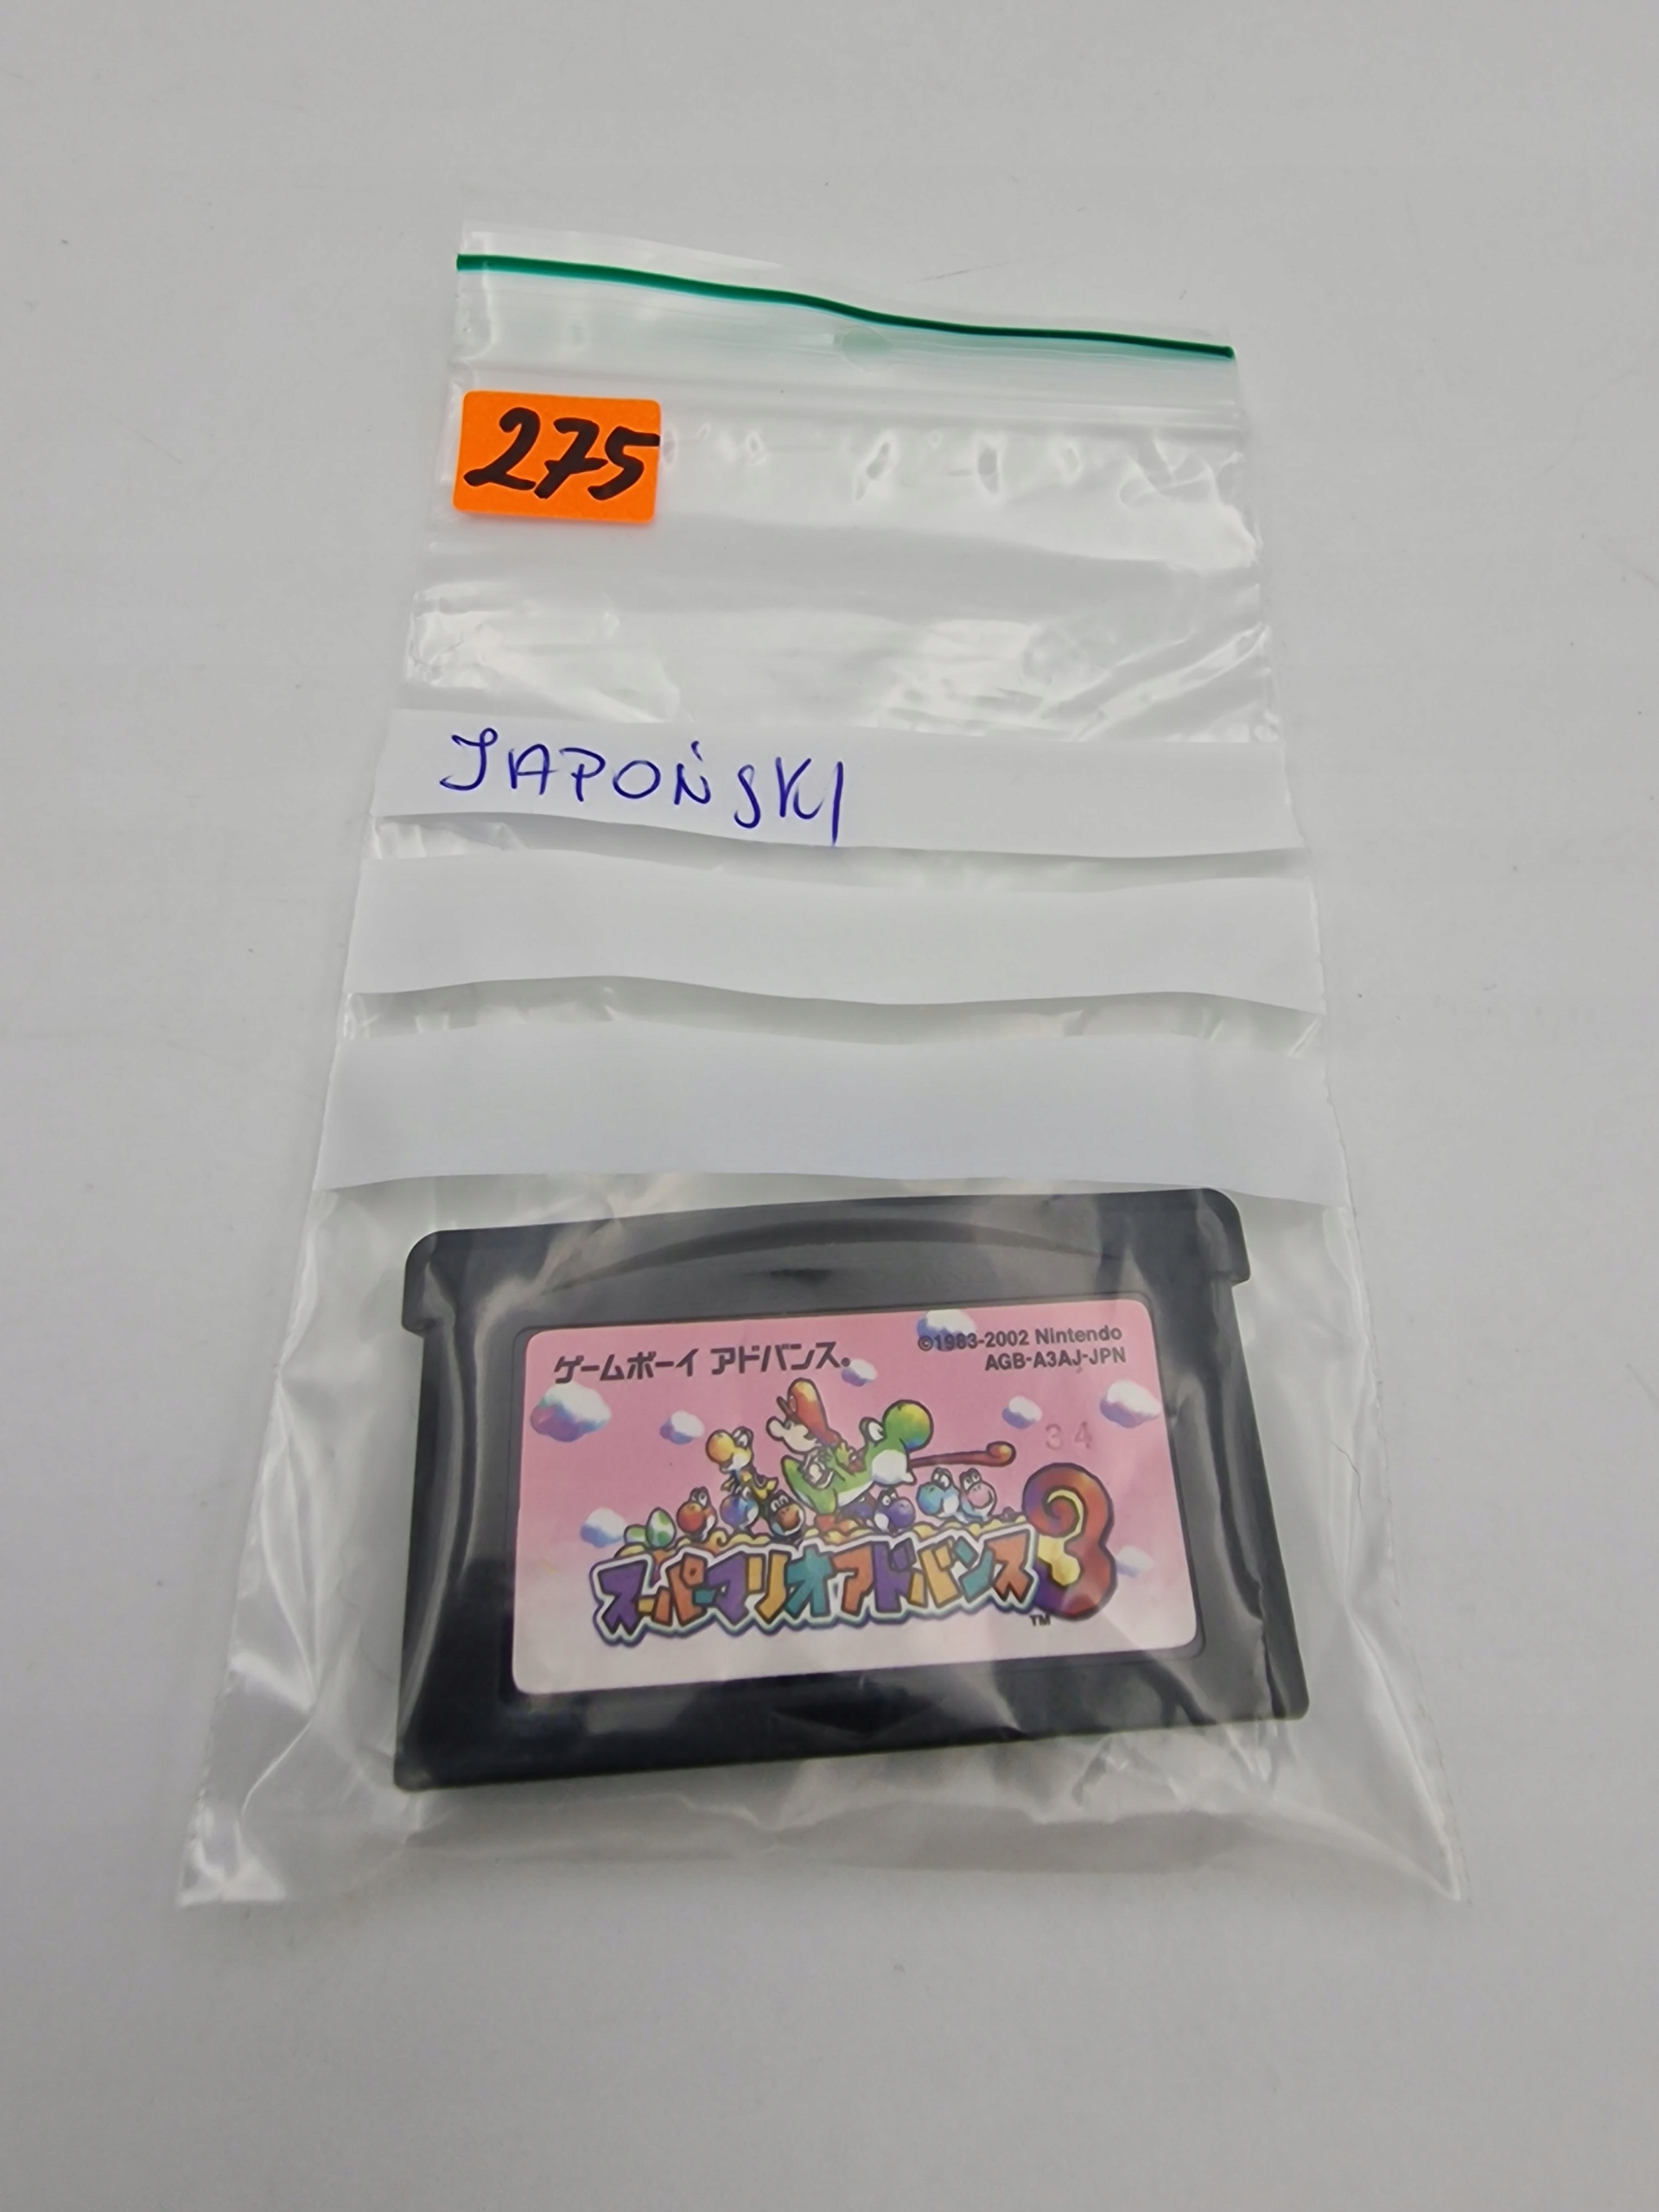 275
JAPOŃSKI
ゲームボーイ アドバンス®
©1983-2002 Nintendo
AGB-A3AJ-JPN
34
スーパーマリオアドバンス3
TM